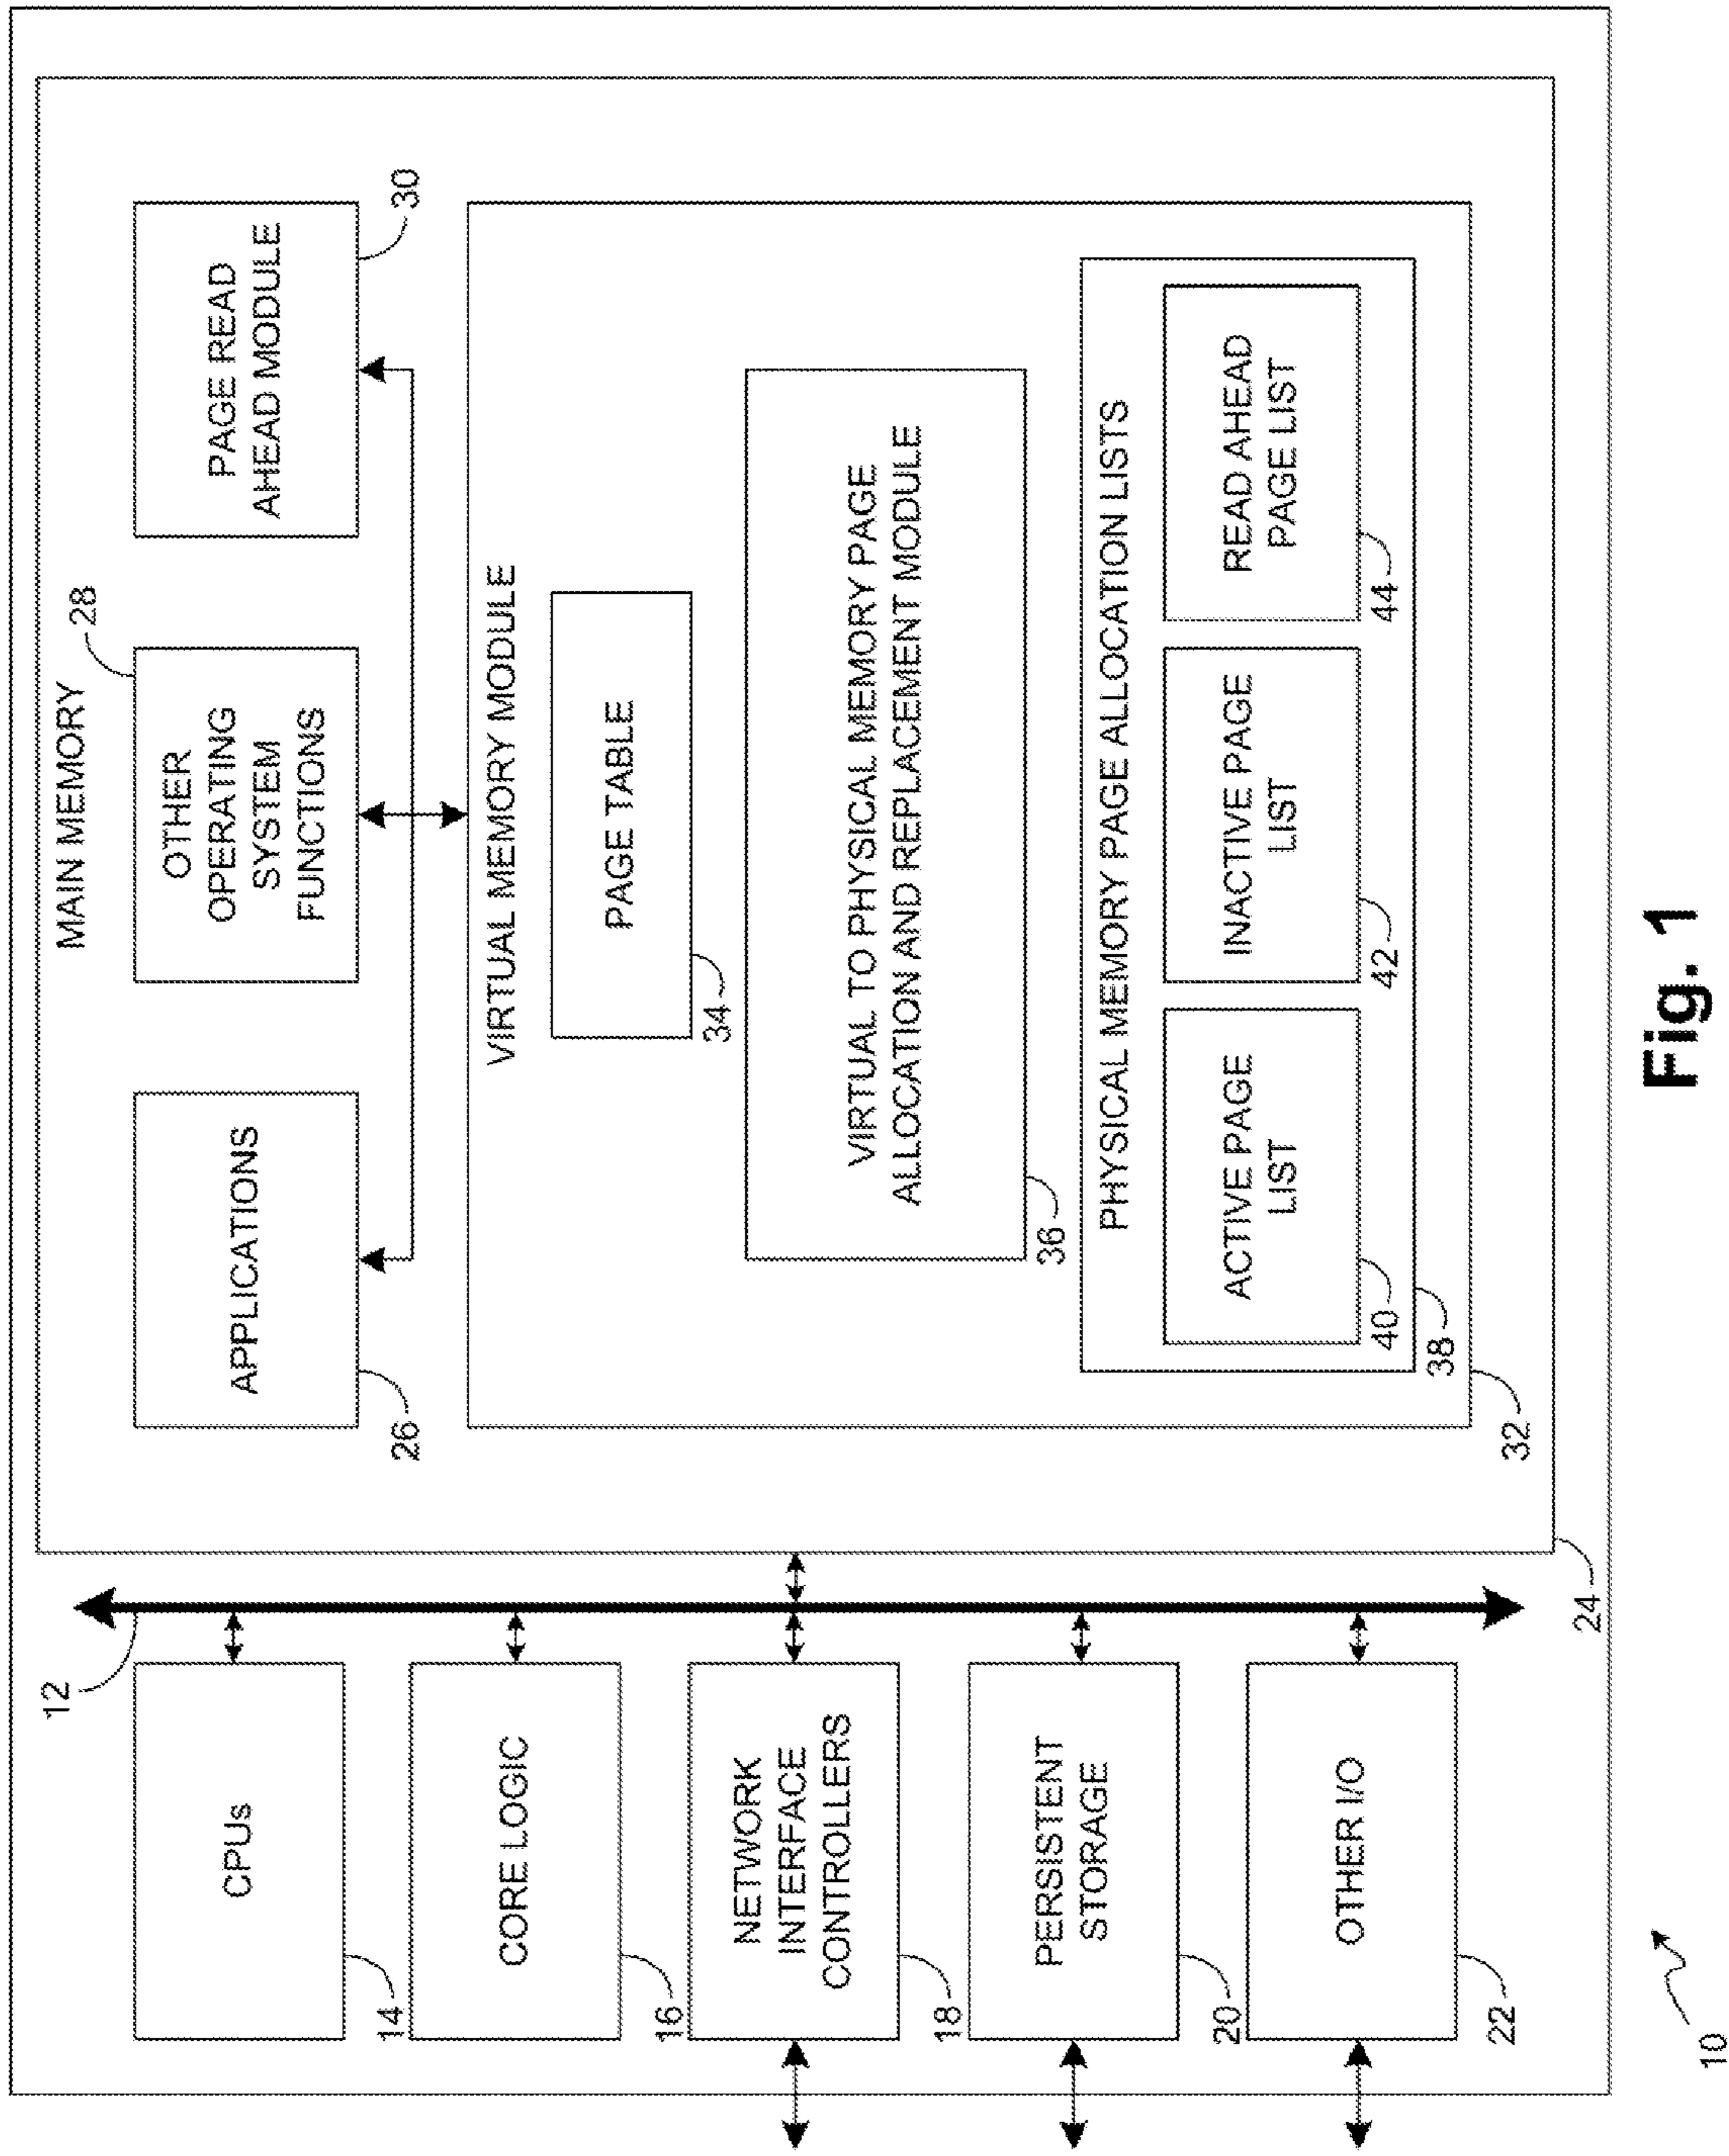 MAIN MEMORY
28
APPLICATIONS
26
OTHER
OPERATING
SYSTEM
FUNCTIONS
PAGE READ
AHEAD MODULE
30
VIRTUAL MEMORY MODULE
PAGE TABLE
34
VIRTUAL TO PHYSICAL MEMORY PAGE
ALLOCATION AND REPLACEMENT MODULE
36
PHYSICAL MEMORY PAGE ALLOCATION LISTS
ACTIVE PAGE
LIST
40
INACTIVE PAGE
LIST
42
READ AHEAD
PAGE LIST
44
38
32
24
12
CPUs
14
CORE LOGIC
16
NETWORK
INTERFACE
CONTROLLERS
18
PERSISTENT
STORAGE
20
OTHER I/O
22
10
Fig. 1